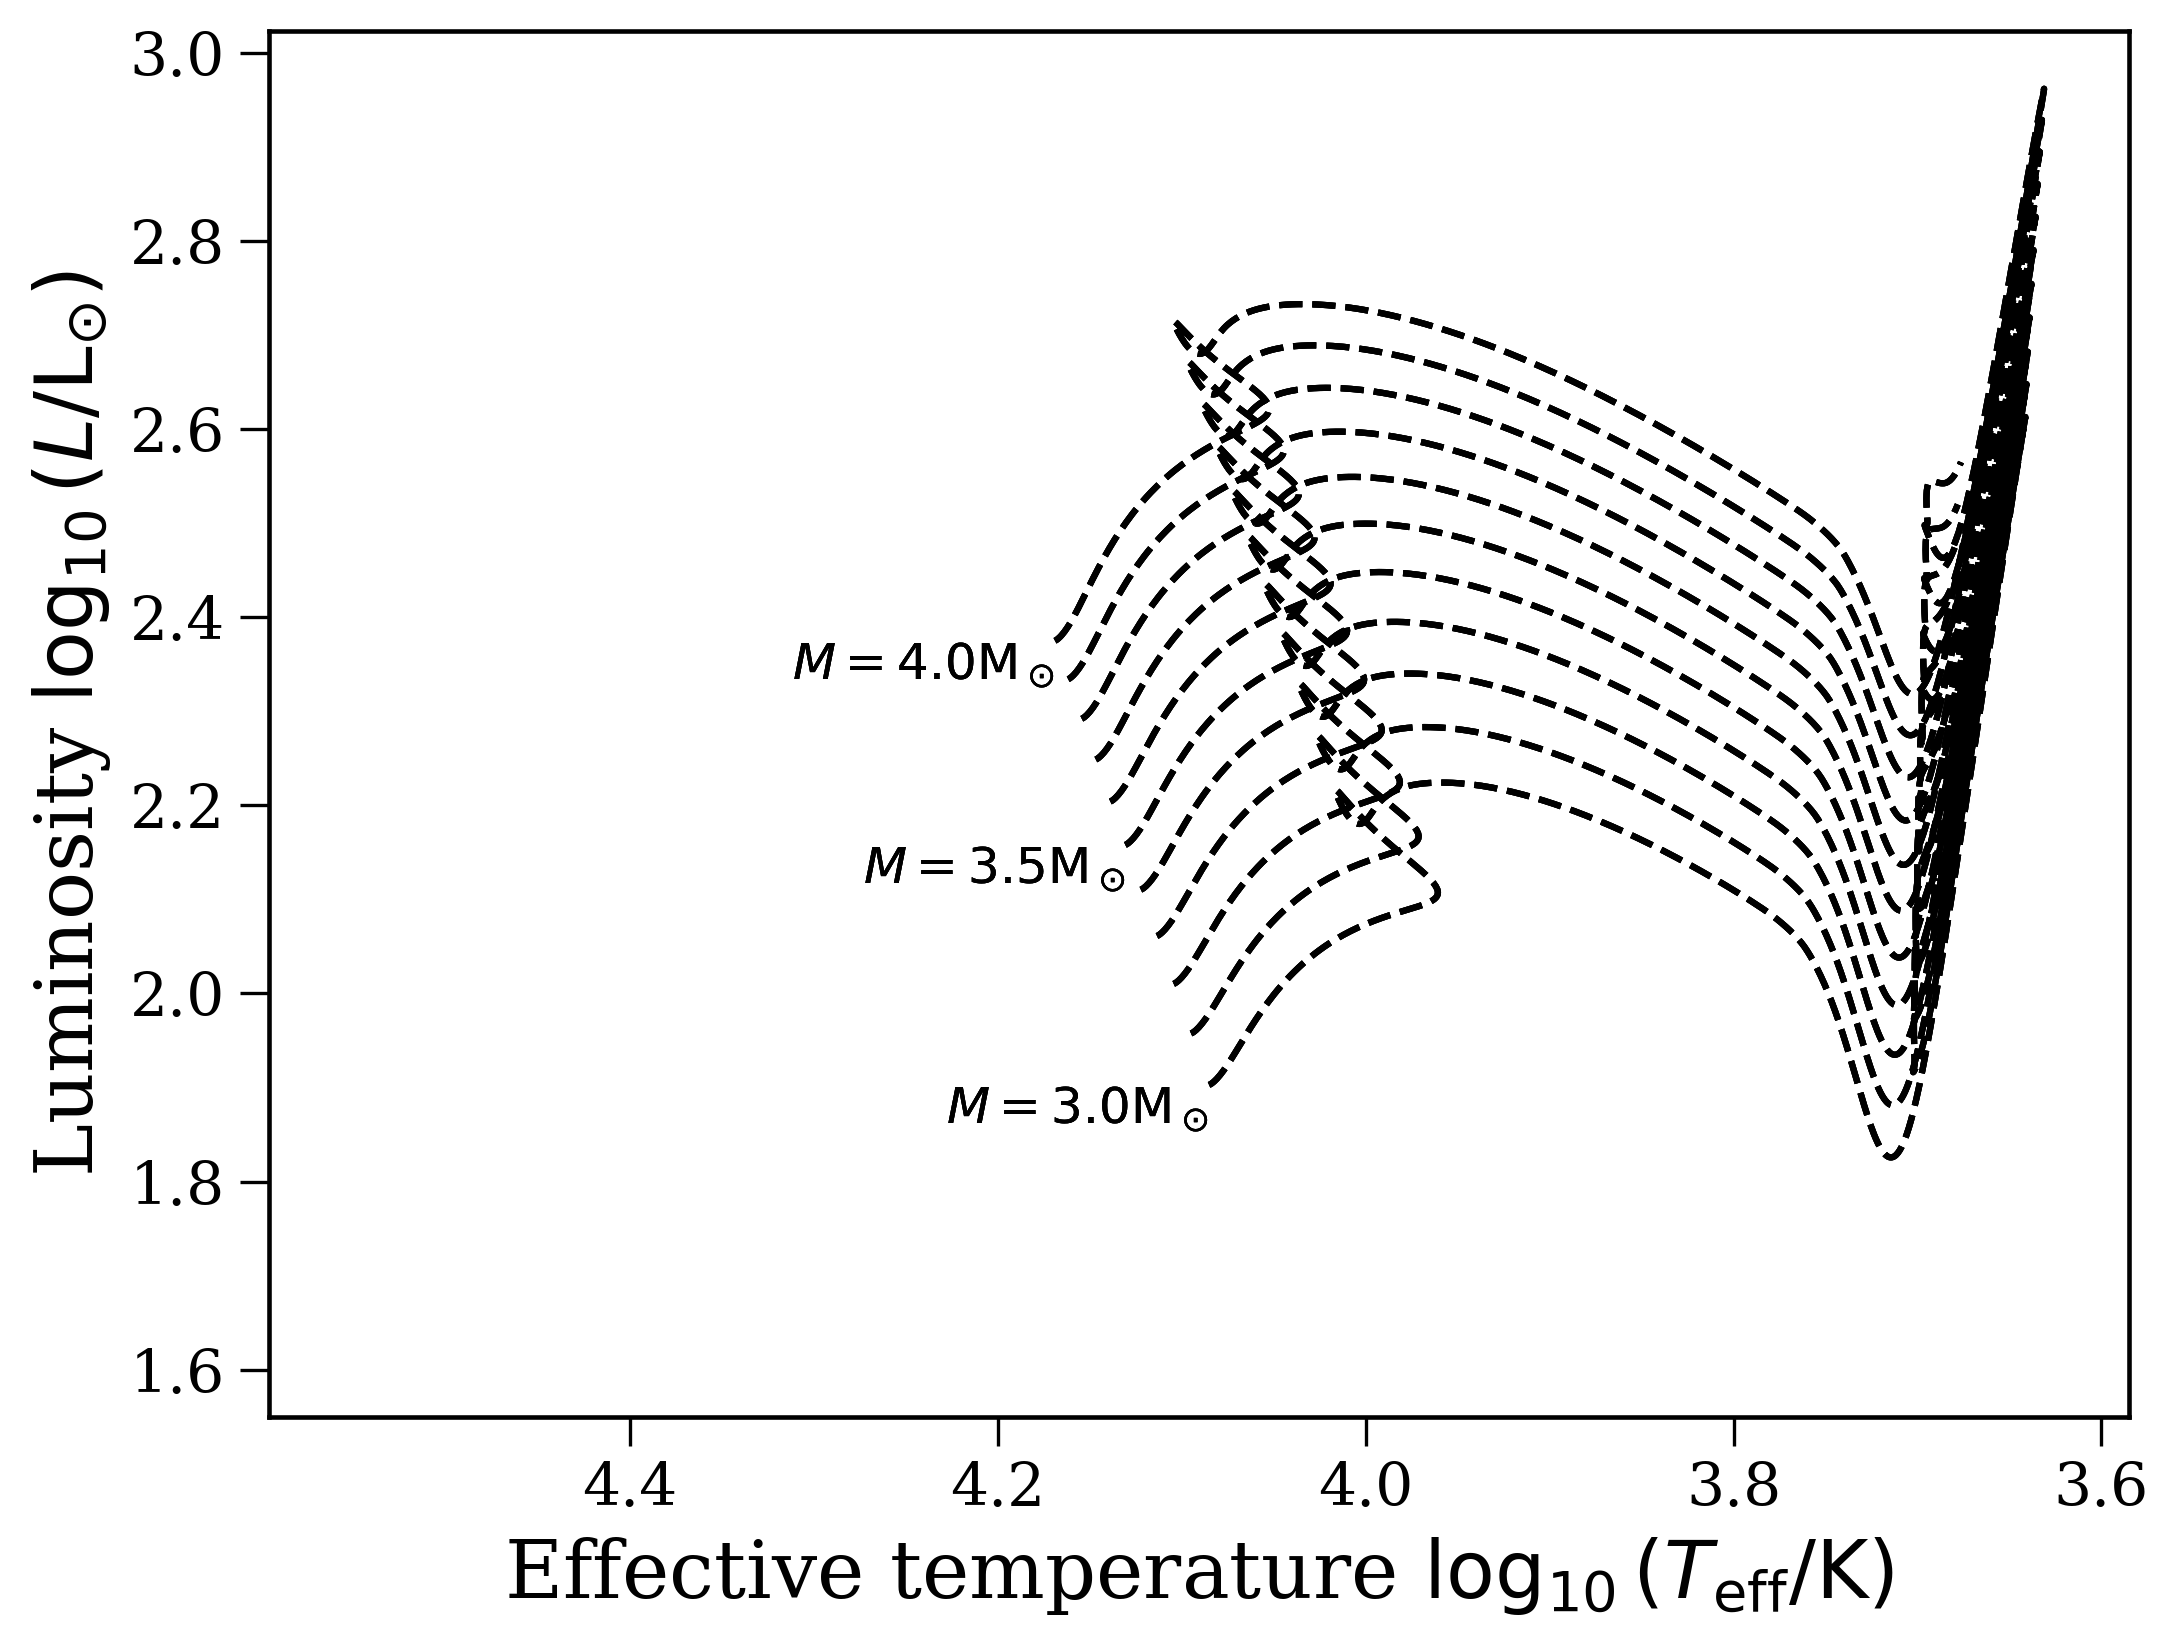 3.0
2.8
2.6
2.4
2.2
2.0
1.8
1.6
Luminosity log₁₀ (L/L⊙)
M = 4.0M⊙
M = 3.5M⊙
M = 3.0M⊙
4.4 4.2 4.0 3.8 3.6
Effective temperature log₁₀ (T_eff/K)